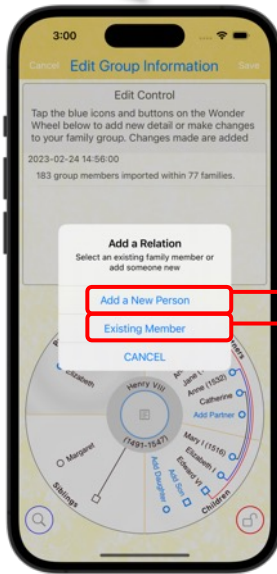 3:00
Cancel Edit Group Information Save
Edit Control
Tap the blue icons and buttons on the Wonder
Wheel below to add new detail or make changes
to your family group. Changes made are added
2023-02-24 14:56:00
183 group members imported within 77 families.
Add a Relation
Select an existing family member or
add someone new
Add a New Person
Existing Member
CANCEL
Elizabeth
Henry VIII
(1491-1547)
Jane
Anne (1532)
Catherine
Add Partner
Mary I (1516)
Elizabeth I
Edward VI
Add Son
Add Daughter
Children
Margaret
Siblings